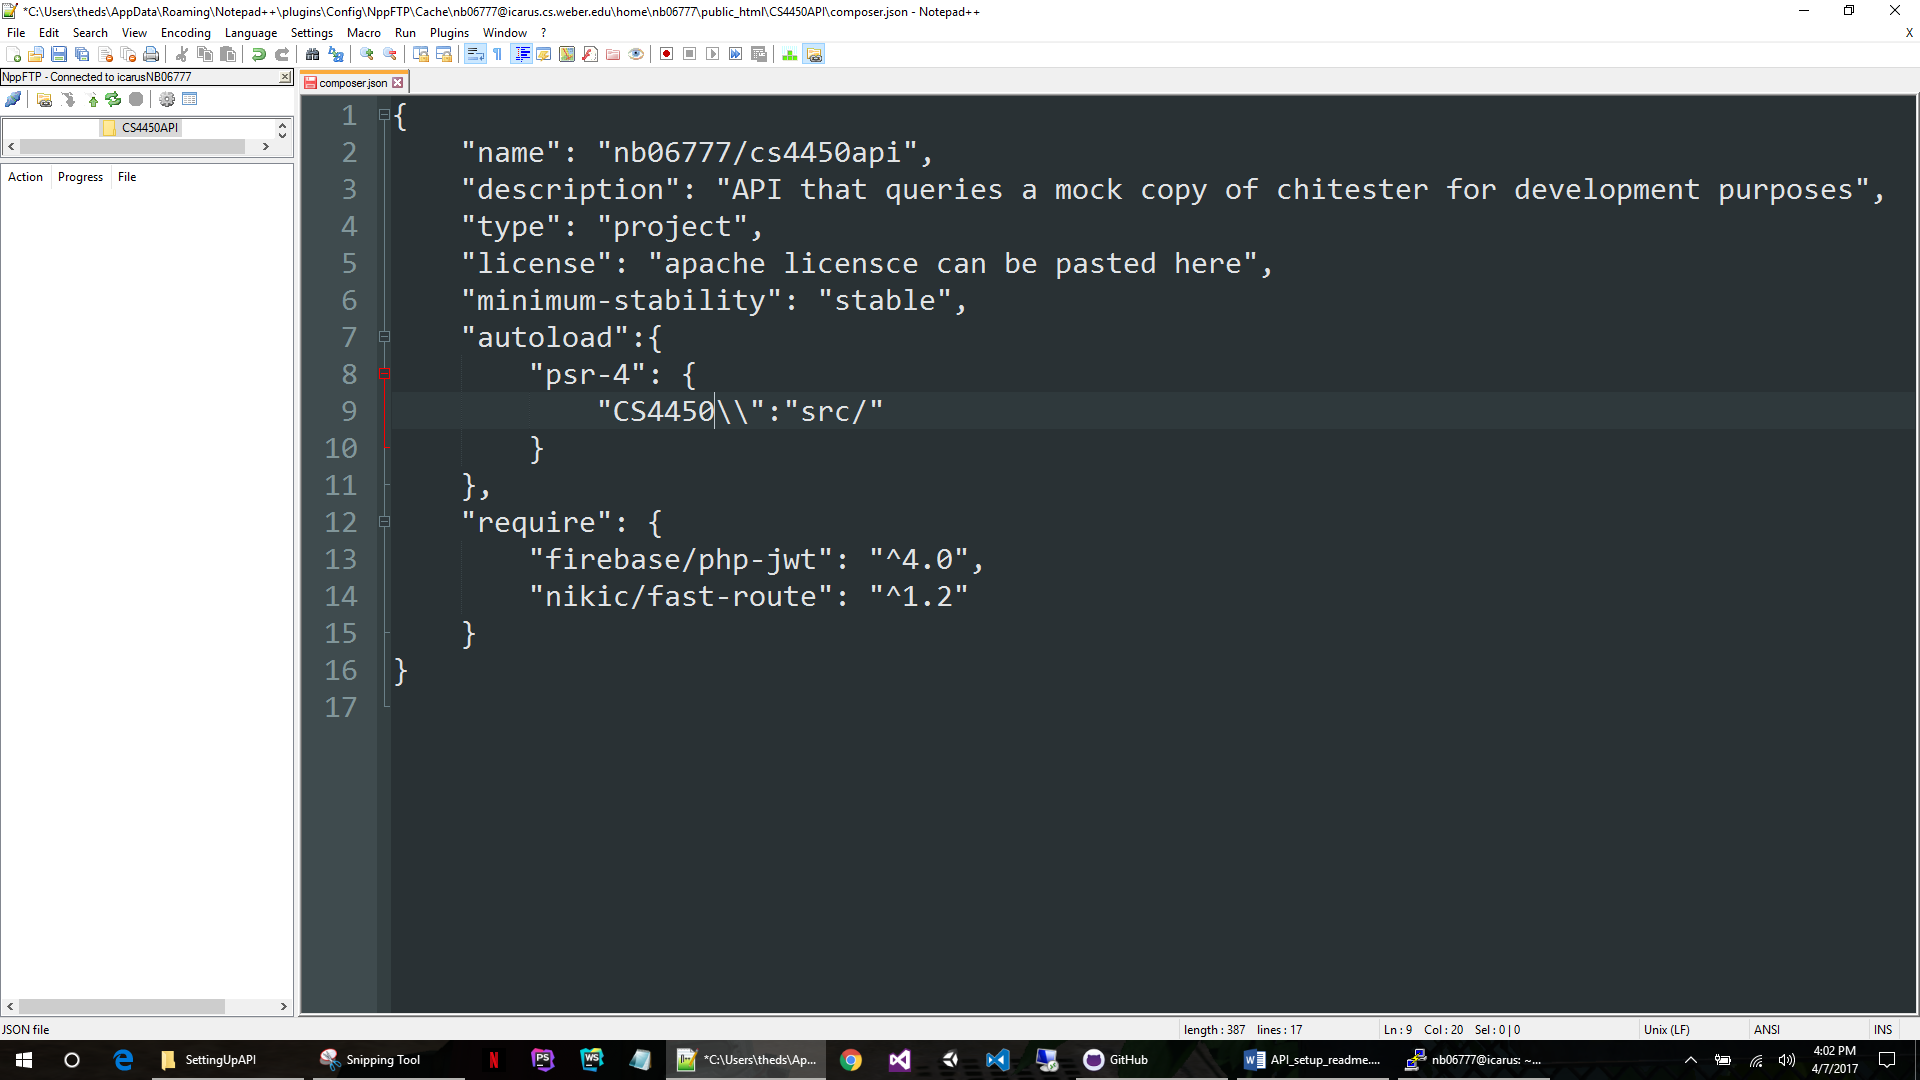 *C:\Users\theds\AppData\Roaming\Notepad++\plugins\Config\NppFTP\Cache\nb06777@icarus.cs.weber.edu\home\nb06777\public_html\CS4450API\composer.json - Notepad++
File Edit Search View Encoding Language Settings Macro Run Plugins Window ? X
NppFTP - Connected to icarusNB06777
composer.json
CS4450API
Action Progress File
1 {
2 "name": "nb06777/cs4450api",
3 "description": "API that queries a mock copy of chitester for development purposes",
4 "type": "project",
5 "license": "apache licensce can be pasted here",
6 "minimum-stability": "stable",
7 "autoload":{
8 "psr-4": {
9 "CS4450\\":"src/"
10 }
11 },
12 "require": {
13 "firebase/php-jwt": "^4.0",
14 "nikic/fast-route": "^1.2"
15 }
16 }
17
JSON file length : 387 lines : 17 Ln : 9 Col : 20 Sel : 0 | 0 Unix (LF) ANSI INS
SettingUpAPI Snipping Tool N PS WS *C:\Users\theds\Ap... GitHub API_setup_readme.... nb06777@icarus: ~...
4:02 PM
4/7/2017